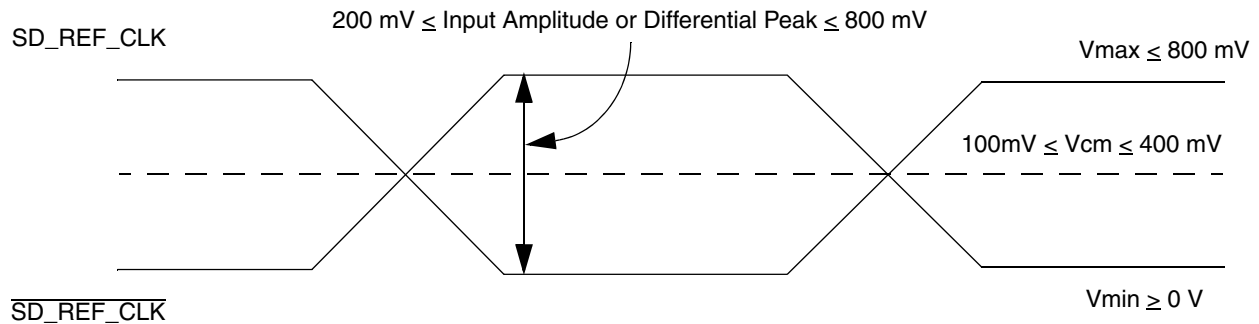 200 mV ≤ Input Amplitude or Differential Peak ≤ 800 mV
SD_REF_CLK
Vmax ≤ 800 mV
100mV ≤ Vcm ≤ 400 mV
Vmin ≥ 0 V
S̅D̅_̅R̅E̅F̅_̅C̅L̅K̅